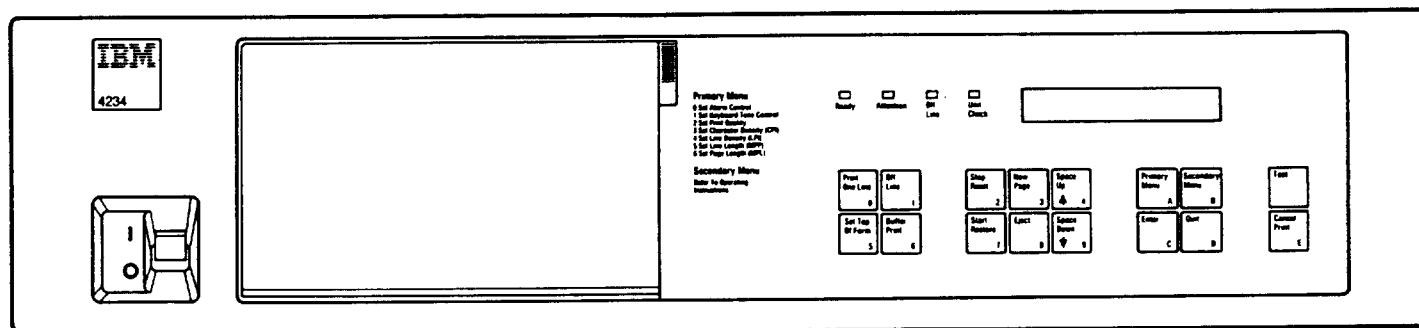 IBM
4234
Primary Menu
0 Set Alarm Control
1 Set Keyboard Tone Control
2 Set Print Quality
3 Set Character Density (CPI)
4 Set Line Density (LPI)
5 Set Line Length (MPP)
6 Set Page Length (MPL)
Secondary Menu
Refer To Operating
Instructions
Ready
Attention
Off
Line
Unit
Check
Print
One Line
0
Off
Line
1
Stop
Reset
2
New
Page
3
Space
Up
4
Primary
Menu
A
Secondary
Menu
B
Test
Set Top
Of Form
5
Buffer
Print
6
Start
Restore
7
Eject
8
Space
Down
9
Enter
C
Quit
D
Cancel
Print
E